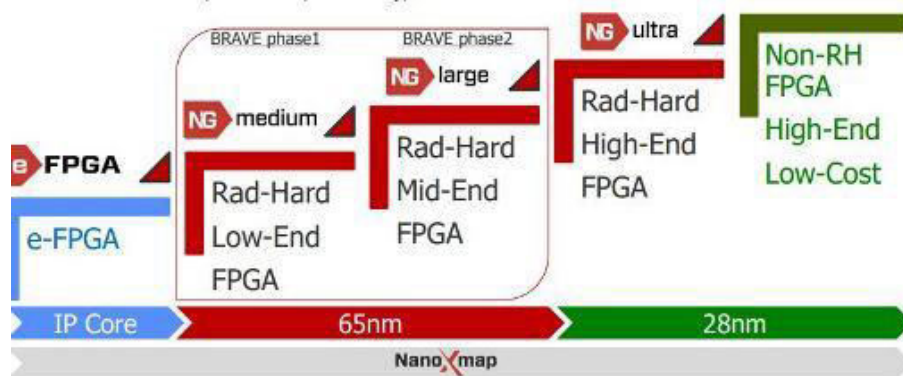 BRAVE phase1
BRAVE phase2
NG ultra
NG large
NG medium
e FPGA
Non-RH
FPGA
High-End
Low-Cost
Rad-Hard
High-End
FPGA
Rad-Hard
Mid-End
FPGA
Rad-Hard
Low-End
FPGA
e-FPGA
IP Core
65nm
28nm
NanoXmap